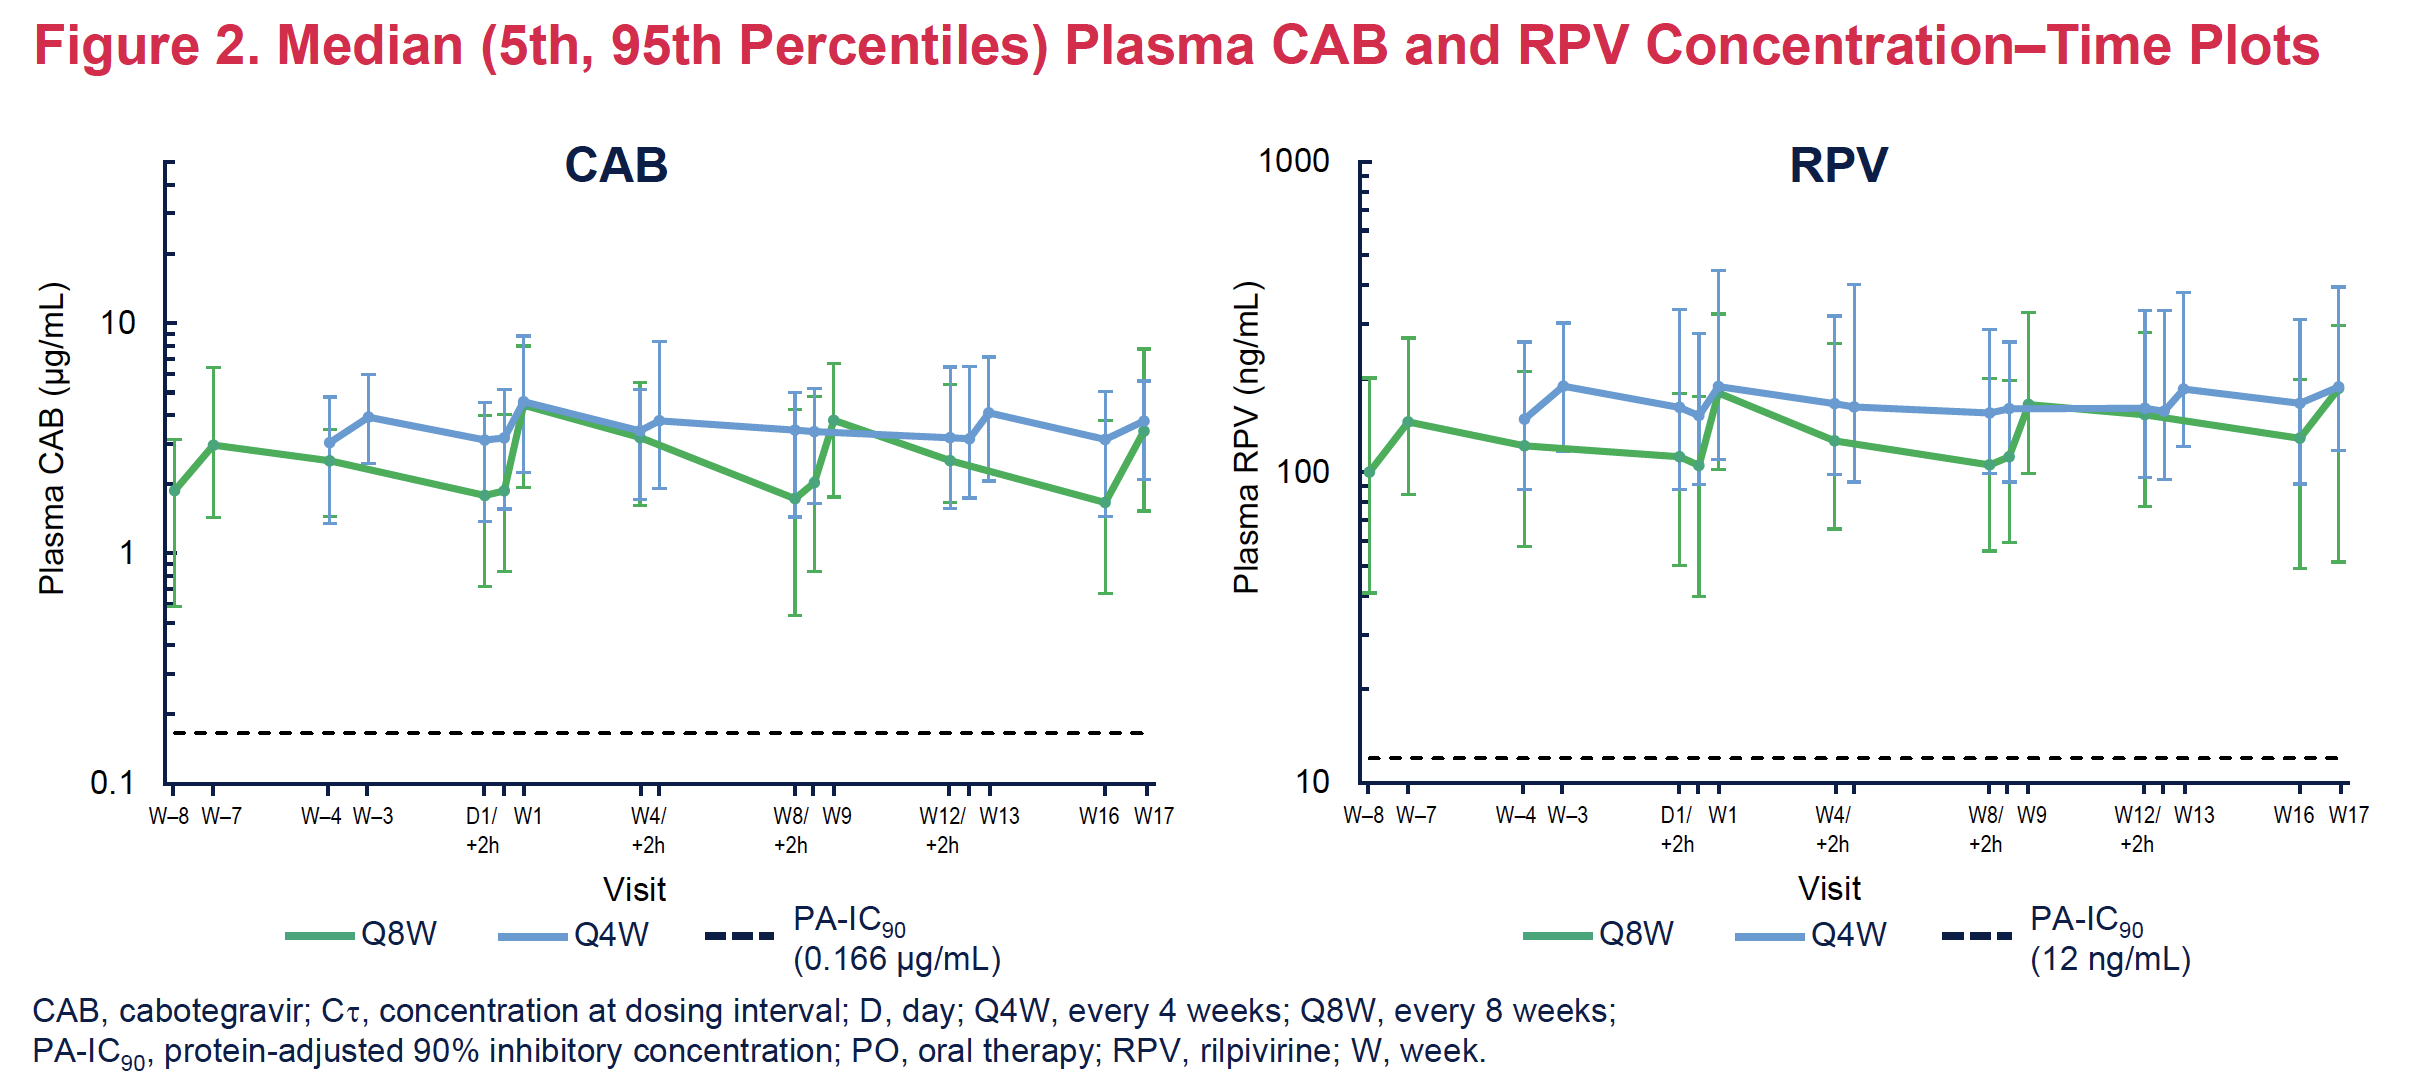 Figure 2. Median (5th, 95th Percentiles) Plasma CAB and RPV Concentration–Time Plots
CAB
Plasma CAB (µg/mL)
10
1
0.1
W–8 W–7 W–4 W–3 D1/ W1 W4/ W8/ W9 W12/ W13 W16 W17
+2h +2h +2h +2h
Visit
Q8W Q4W PA-IC90
(0.166 µg/mL)
RPV
Plasma RPV (ng/mL)
1000
100
10
W–8 W–7 W–4 W–3 D1/ W1 W4/ W8/ W9 W12/ W13 W16 W17
+2h +2h +2h +2h
Visit
Q8W Q4W PA-IC90
(12 ng/mL)
CAB, cabotegravir; Cτ, concentration at dosing interval; D, day; Q4W, every 4 weeks; Q8W, every 8 weeks;
PA-IC90, protein-adjusted 90% inhibitory concentration; PO, oral therapy; RPV, rilpivirine; W, week.